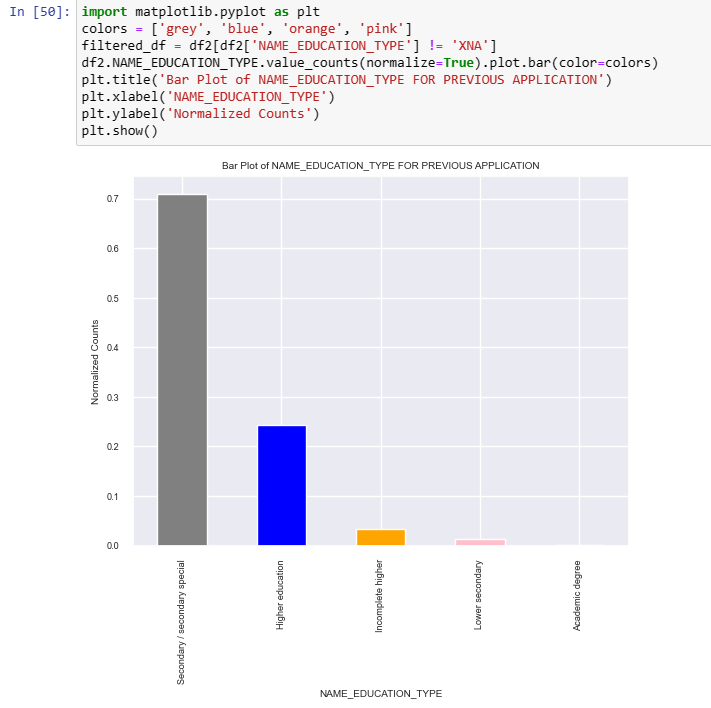 In [50]: import matplotlib.pyplot as plt
colors = ['grey', 'blue', 'orange', 'pink']
filtered_df = df2[df2['NAME_EDUCATION_TYPE'] != 'XNA']
df2.NAME_EDUCATION_TYPE.value_counts(normalize=True).plot.bar(color=colors)
plt.title('Bar Plot of NAME_EDUCATION_TYPE FOR PREVIOUS APPLICATION')
plt.xlabel('NAME_EDUCATION_TYPE')
plt.ylabel('Normalized Counts')
plt.show()
Bar Plot of NAME_EDUCATION_TYPE FOR PREVIOUS APPLICATION
Normalized Counts
0.7
0.6
0.5
0.4
0.3
0.2
0.1
0.0
Secondary / secondary special
Higher education
Incomplete higher
Lower secondary
Academic degree
NAME_EDUCATION_TYPE